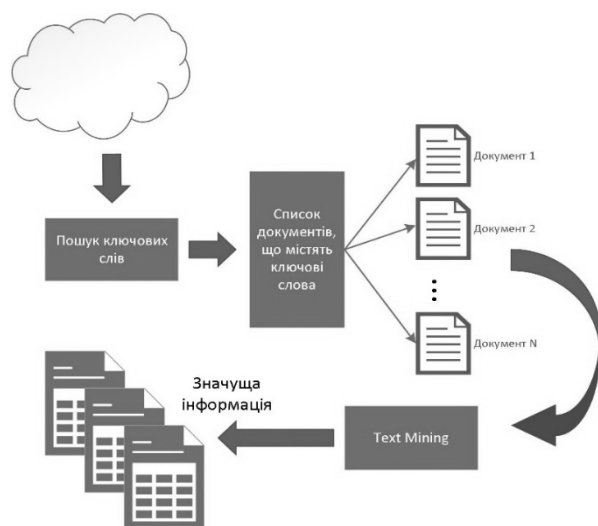 Пошук ключових
слів
Список
документів,
що містять
ключові
слова
Документ 1
Документ 2
Документ N
Text Mining
Значуща
інформація